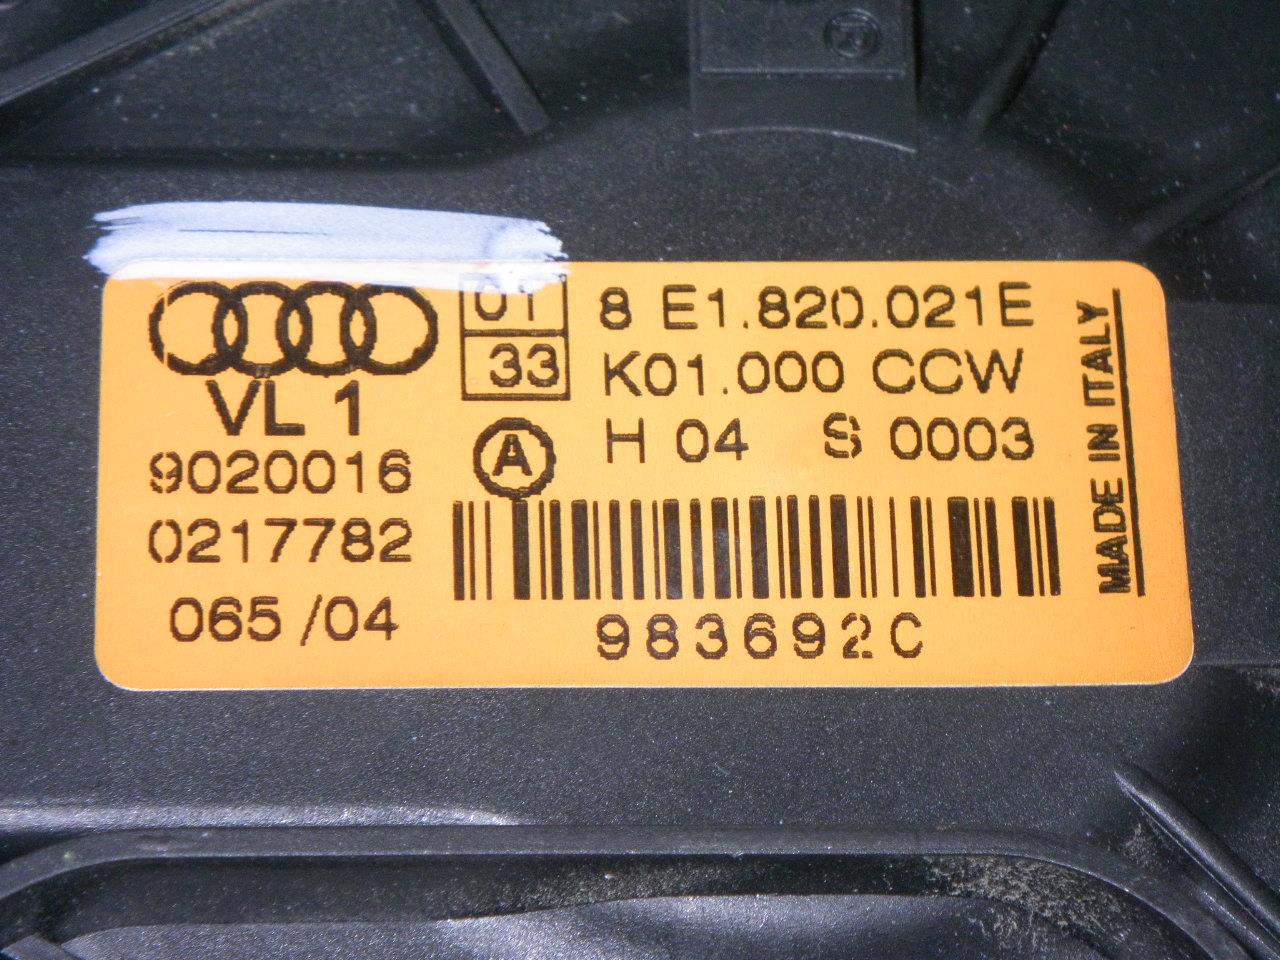 01
33
8 E1.820.021E
K01.000 CCW
VL 1
A
H 04 S 0003
9020016
0217782
065/04
983692C
MADE IN ITALY